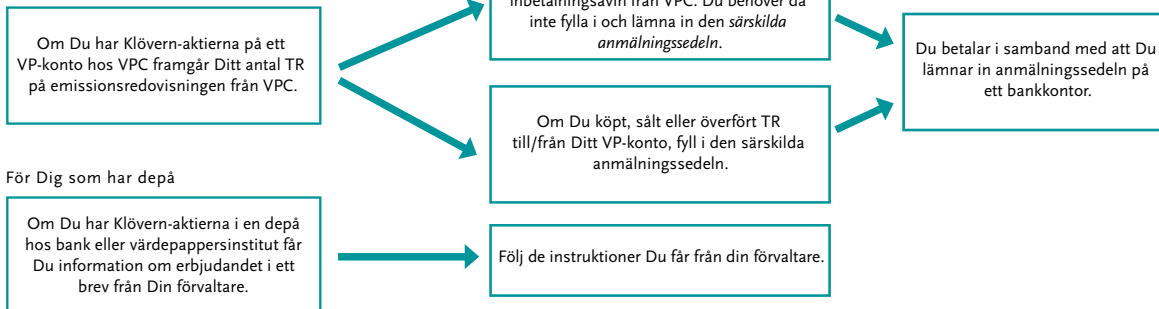 Om Du har Klövern-aktierna på ett
VP-konto hos VPC framgår Ditt antal TR
på emissionsredovisningen från VPC.
inbetalningsavin från VPC. Du behöver då
inte fylla i och lämna in den särskilda
anmälningssedeln.
Om Du köpt, sålt eller överfört TR
till/från Ditt VP-konto, fyll i den särskilda
anmälningssedeln.
Du betalar i samband med att Du
lämnar in anmälningssedeln på
ett bankkontor.
För Dig som har depå
Om Du har Klövern-aktierna i en depå
hos bank eller värdepappersinstitut får
Du information om erbjudandet i ett
brev från Din förvaltare.
Följ de instruktioner Du får från din förvaltare.